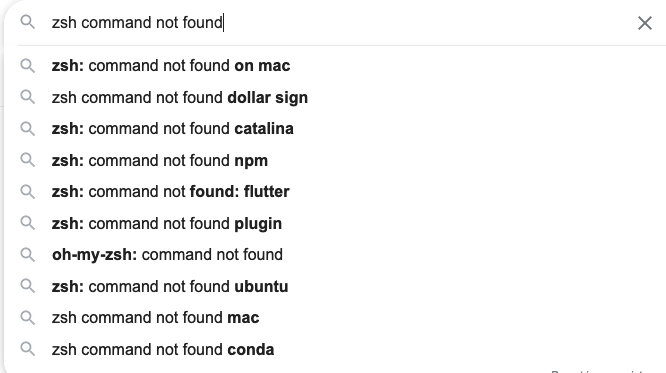 zsh command not found
zsh: command not found on mac
zsh command not found dollar sign
zsh: command not found catalina
zsh: command not found npm
zsh: command not found: flutter
zsh: command not found plugin
oh-my-zsh: command not found
zsh: command not found ubuntu
zsh command not found mac
zsh command not found conda